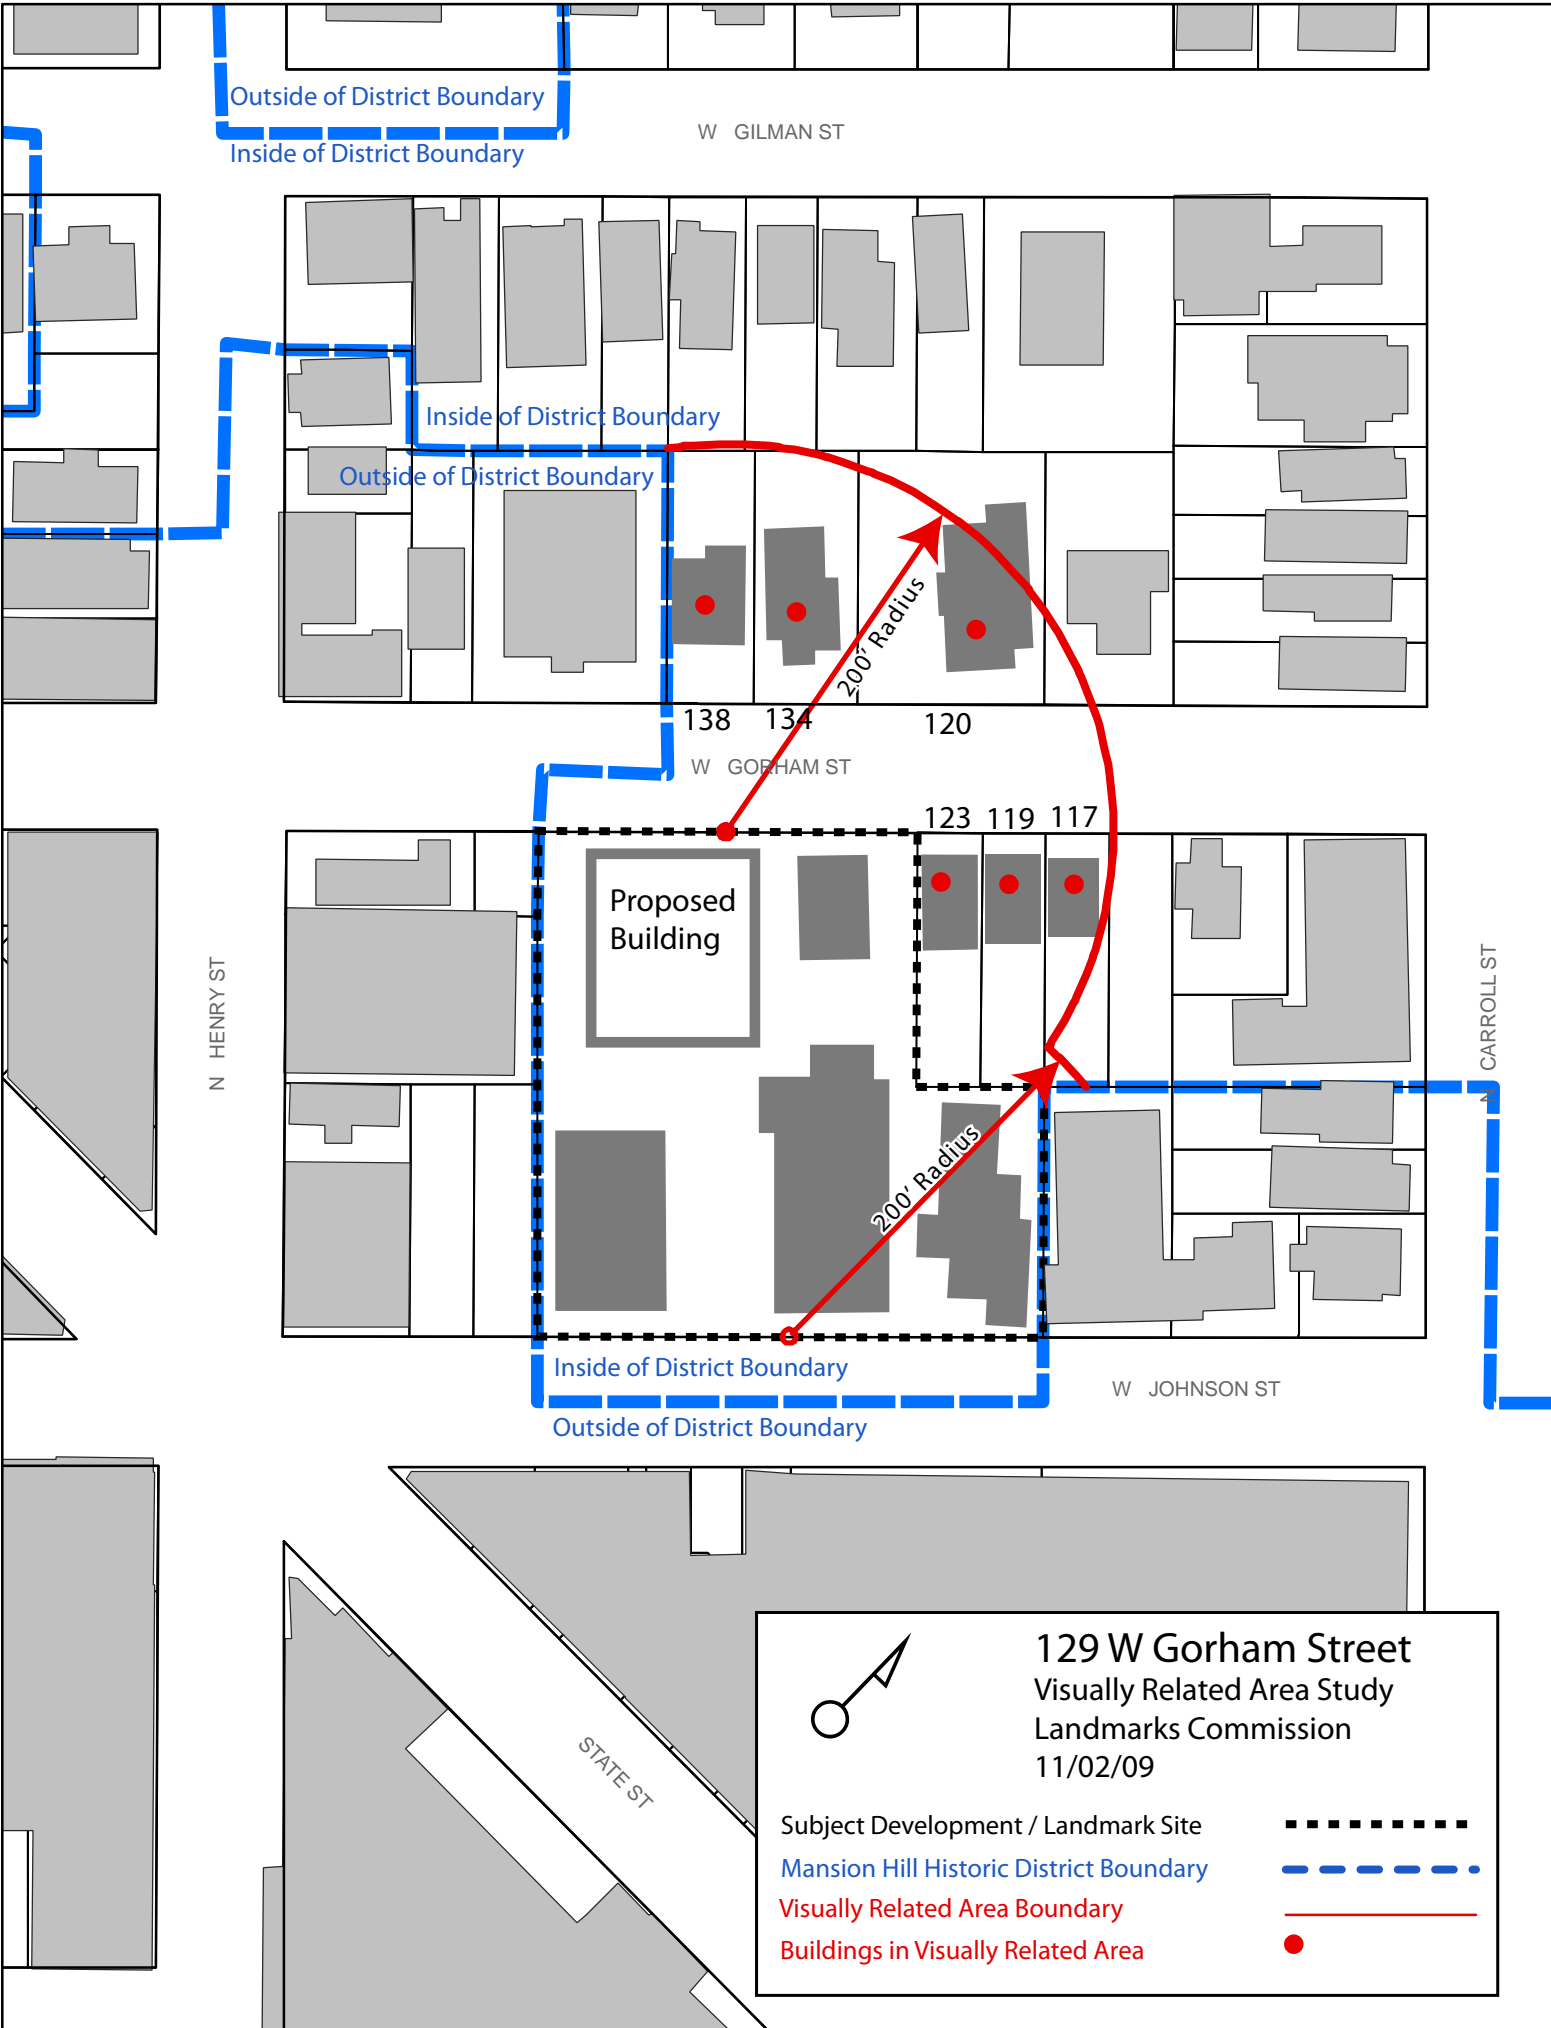 Outside of District Boundary
W GILMAN ST
Inside of District Boundary
Inside of District Boundary
Outside of District Boundary
200' Radius
138
134
120
W GORHAM ST
123
119
117
Proposed
Building
N HENRY ST
N CARROLL ST
200' Radius
Inside of District Boundary
W JOHNSON ST
Outside of District Boundary
STATE ST
129 W Gorham Street
Visually Related Area Study
Landmarks Commission
11/02/09
Subject Development / Landmark Site
Mansion Hill Historic District Boundary
Visually Related Area Boundary
Buildings in Visually Related Area